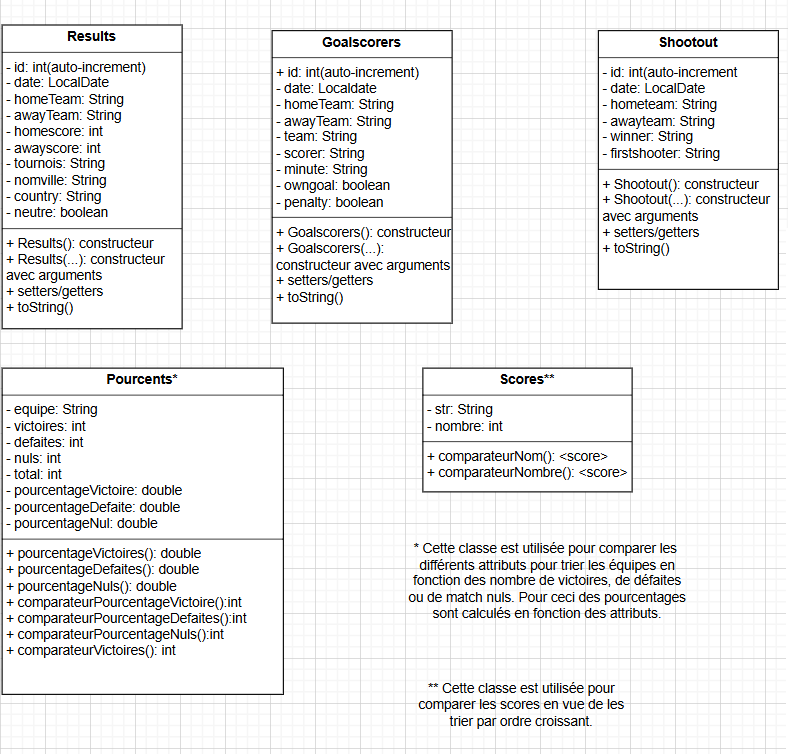 Results
- id: int(auto-increment)
- date: LocalDate
- homeTeam: String
- awayTeam: String
- homescore: int
- awayscore: int
- tournois: String
- nomville: String
- country: String
- neutre: boolean
+ Results(): constructeur
+ Results(...): constructeur
avec arguments
+ setters/getters
+ toString()
Goalscorers
+ id: int(auto-increment)
- date: Localdate
- homeTeam: String
- awayTeam: String
- team: String
- scorer: String
- minute: String
- owngoal: boolean
- penalty: boolean
+ Goalscorers(): constructeur
+ Goalscorers(...):
constructeur avec arguments
+ setters/getters
+ toString()
Shootout
- id: int(auto-increment
- date: LocalDate
- hometeam: String
- awayteam: String
- winner: String
- firstshooter: String
+ Shootout(): constructeur
+ Shootout(...): constructeur
avec arguments
+ setters/getters
+ toString()
Pourcents*
- equipe: String
- victoires: int
- defaites: int
- nuls: int
- total: int
- pourcentageVictoire: double
- pourcentageDefaite: double
- pourcentageNul: double
+ pourcentageVictoires(): double
+ pourcentageDefaites(): double
+ pourcentageNuls(): double
+ comparateurPourcentageVictoire():int
+ comparateurPourcentageDefaites():int
+ comparateurPourcentageNuls():int
+ comparateurVictoires(): int
Scores**
- str: String
- nombre: int
+ comparateurNom(): <score>
+ comparateurNombre(): <score>
* Cette classe est utilisée pour comparer les
différents attributs pour trier les équipes en
fonction des nombre de victoires, de défaites
ou de match nuls. Pour ceci des pourcentages
sont calculés en fonction des attributs.
** Cette classe est utilisée pour
comparer les scores en vue de les
trier par ordre croissant.